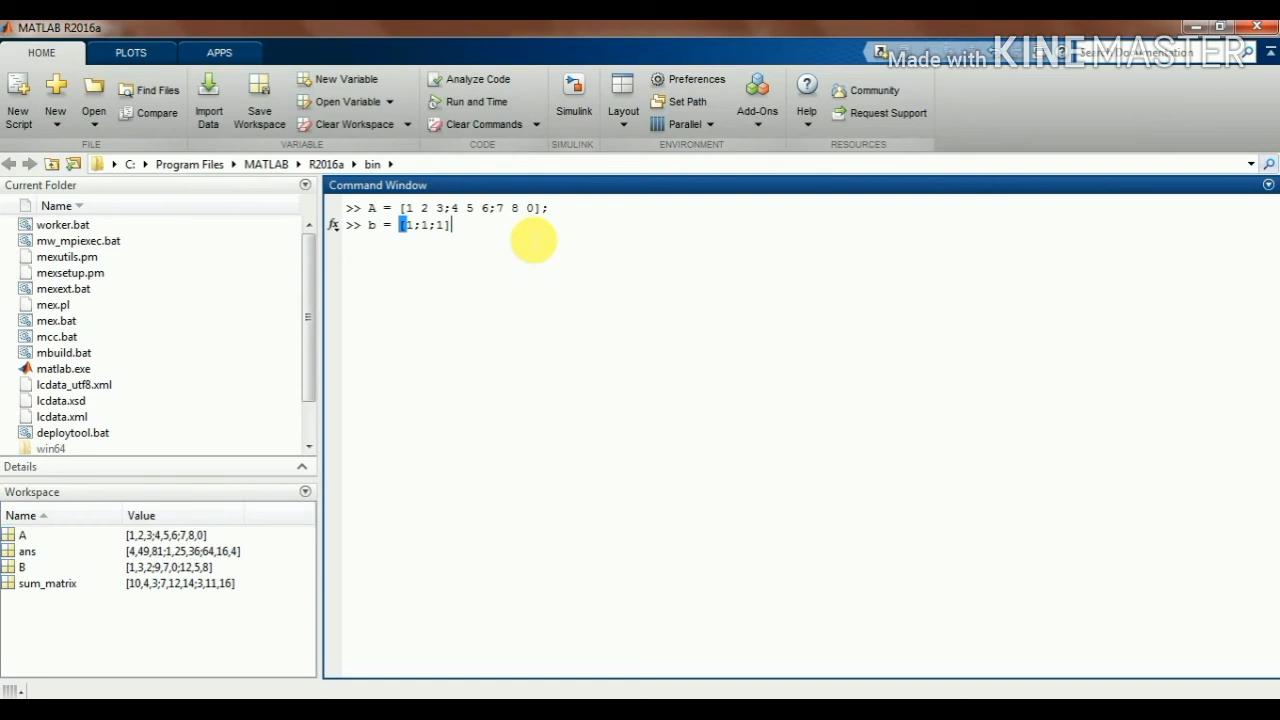 MATLAB R2016a
HOME PLOTS APPS
Made with KINEMASTER
Search Documentation
New Script
New
Open
Find Files
Compare
FILE
Import Data
Save Workspace
New Variable
Open Variable
Clear Workspace
VARIABLE
Analyze Code
Run and Time
Clear Commands
CODE
Simulink
SIMULINK
Layout
Preferences
Set Path
Parallel
Add-Ons
ENVIRONMENT
Help
Community
Request Support
RESOURCES
C: Program Files MATLAB R2016a bin
Current Folder
Name
worker.bat
mw_mpiexec.bat
mexutils.pm
mexsetup.pm
mexext.bat
mex.pl
mex.bat
mcc.bat
mbuild.bat
matlab.exe
lcdata_utf8.xml
lcdata.xsd
lcdata.xml
deploytool.bat
win64
Details
Workspace
Name Value
A [1,2,3;4,5,6;7,8,0]
ans [4,49,81;1,25,36;64,16,4]
B [1,3,2;9,7,0;12,5,8]
sum_matrix [10,4,3;7,12,14;3,11,16]
Command Window
>> A = [1 2 3;4 5 6;7 8 0];
fx >> b = [1;1;1]